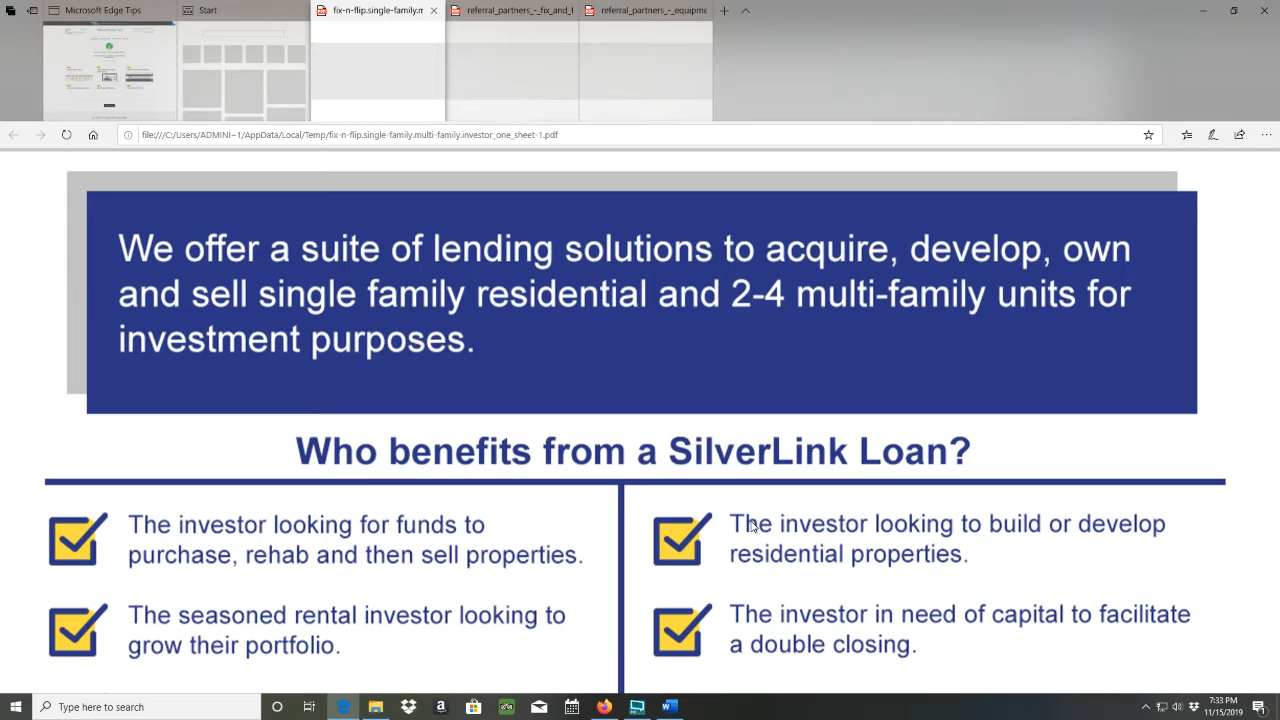 Microsoft Edge Tips
Start
fix-n-flip.single-family.m
referral_partners_-_fix_and_f
referral_partners_-_equipme
file:///C:/Users/ADMINI~1/AppData/Local/Temp/fix-n-flip.single-family.multi-family.investor_one_sheet-1.pdf
We offer a suite of lending solutions to acquire, develop, own
and sell single family residential and 2-4 multi-family units for
investment purposes.
Who benefits from a SilverLink Loan?
The investor looking for funds to
purchase, rehab and then sell properties.
The seasoned rental investor looking to
grow their portfolio.
The investor looking to build or develop
residential properties.
The investor in need of capital to facilitate
a double closing.
Type here to search
7:33 PM
11/15/2019